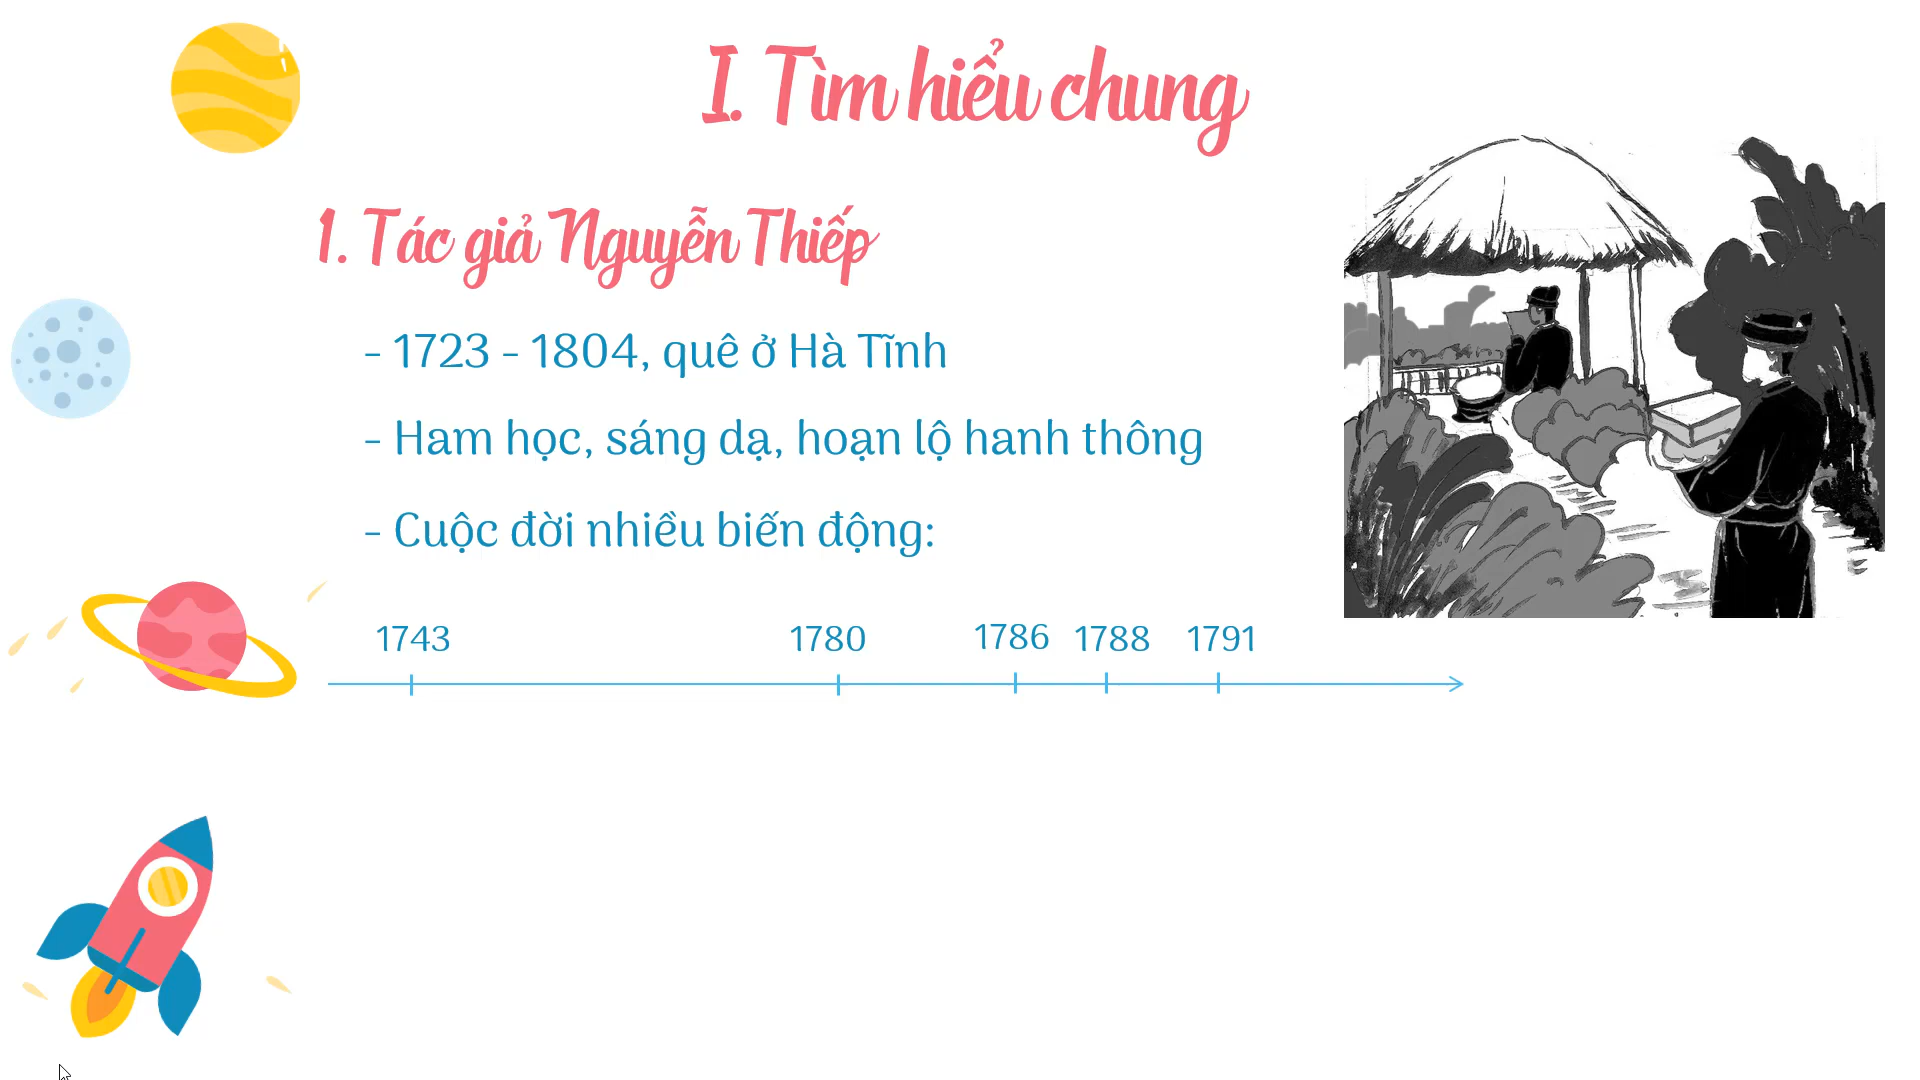 I. Tìm hiểu chung
1. Tác giả Nguyễn Thiếp
- 1723 - 1804, quê ở Hà Tĩnh
- Ham học, sáng dạ, hoạn lộ hanh thông
- Cuộc đời nhiều biến động:
1743 1780 1786 1788 1791